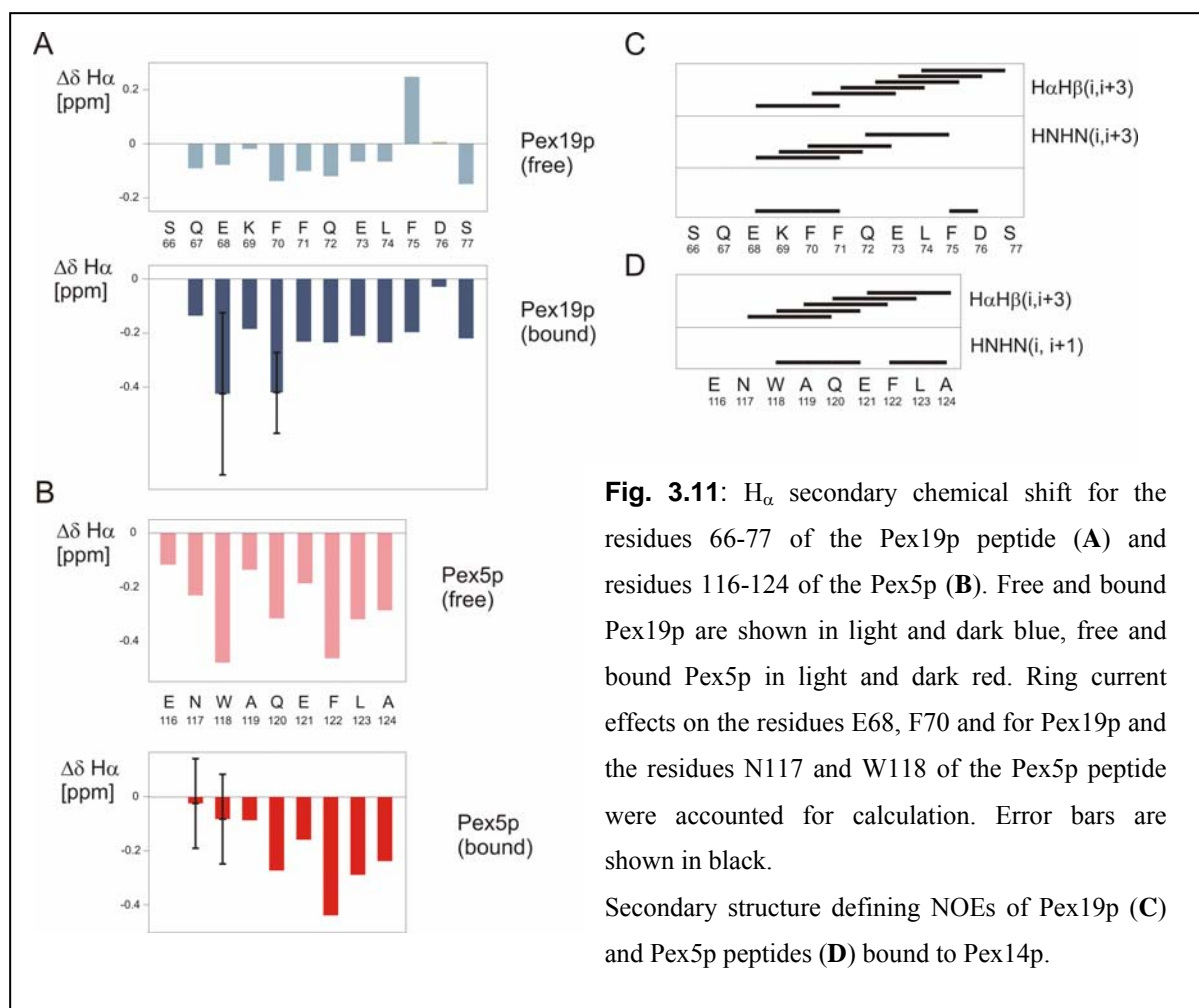 A
Δδ Hα
[ppm]
0.2
0
-0.2
Pex19p
(free)
S Q E K F F Q E L F D S
66 67 68 69 70 71 72 73 74 75 76 77
Δδ Hα
[ppm]
0
-0.2
-0.4
Pex19p
(bound)
B
Δδ Hα
[ppm]
0
-0.2
-0.4
Pex5p
(free)
E N W A Q E F L A
116 117 118 119 120 121 122 123 124
Δδ Hα
[ppm]
0
-0.2
-0.4
Pex5p
(bound)
C
HαHβ(i,i+3)
HNHN(i,i+3)
S Q E K F F Q E L F D S
66 67 68 69 70 71 72 73 74 75 76 77
D
HαHβ(i,i+3)
HNHN(i, i+1)
E N W A Q E F L A
116 117 118 119 120 121 122 123 124
Fig. 3.11: Hα secondary chemical shift for the
residues 66-77 of the Pex19p peptide (A) and
residues 116-124 of the Pex5p (B). Free and bound
Pex19p are shown in light and dark blue, free and
bound Pex5p in light and dark red. Ring current
effects on the residues E68, F70 and for Pex19p and
the residues N117 and W118 of the Pex5p peptide
were accounted for calculation. Error bars are
shown in black.
Secondary structure defining NOEs of Pex19p (C)
and Pex5p peptides (D) bound to Pex14p.